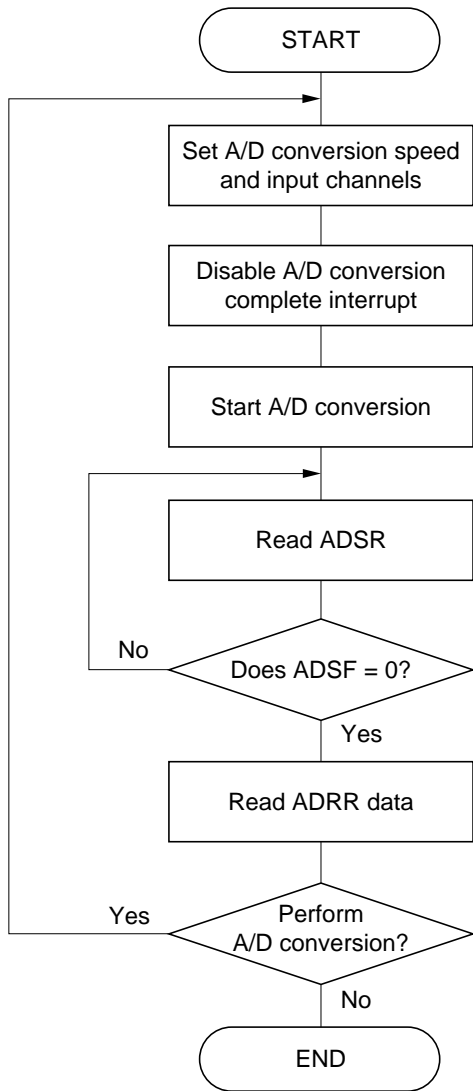 START
Set A/D conversion speed
and input channels
Disable A/D conversion
complete interrupt
Start A/D conversion
Read ADSR
No
Does ADSF = 0?
Yes
Read ADRR data
Yes
Perform
A/D conversion?
No
END